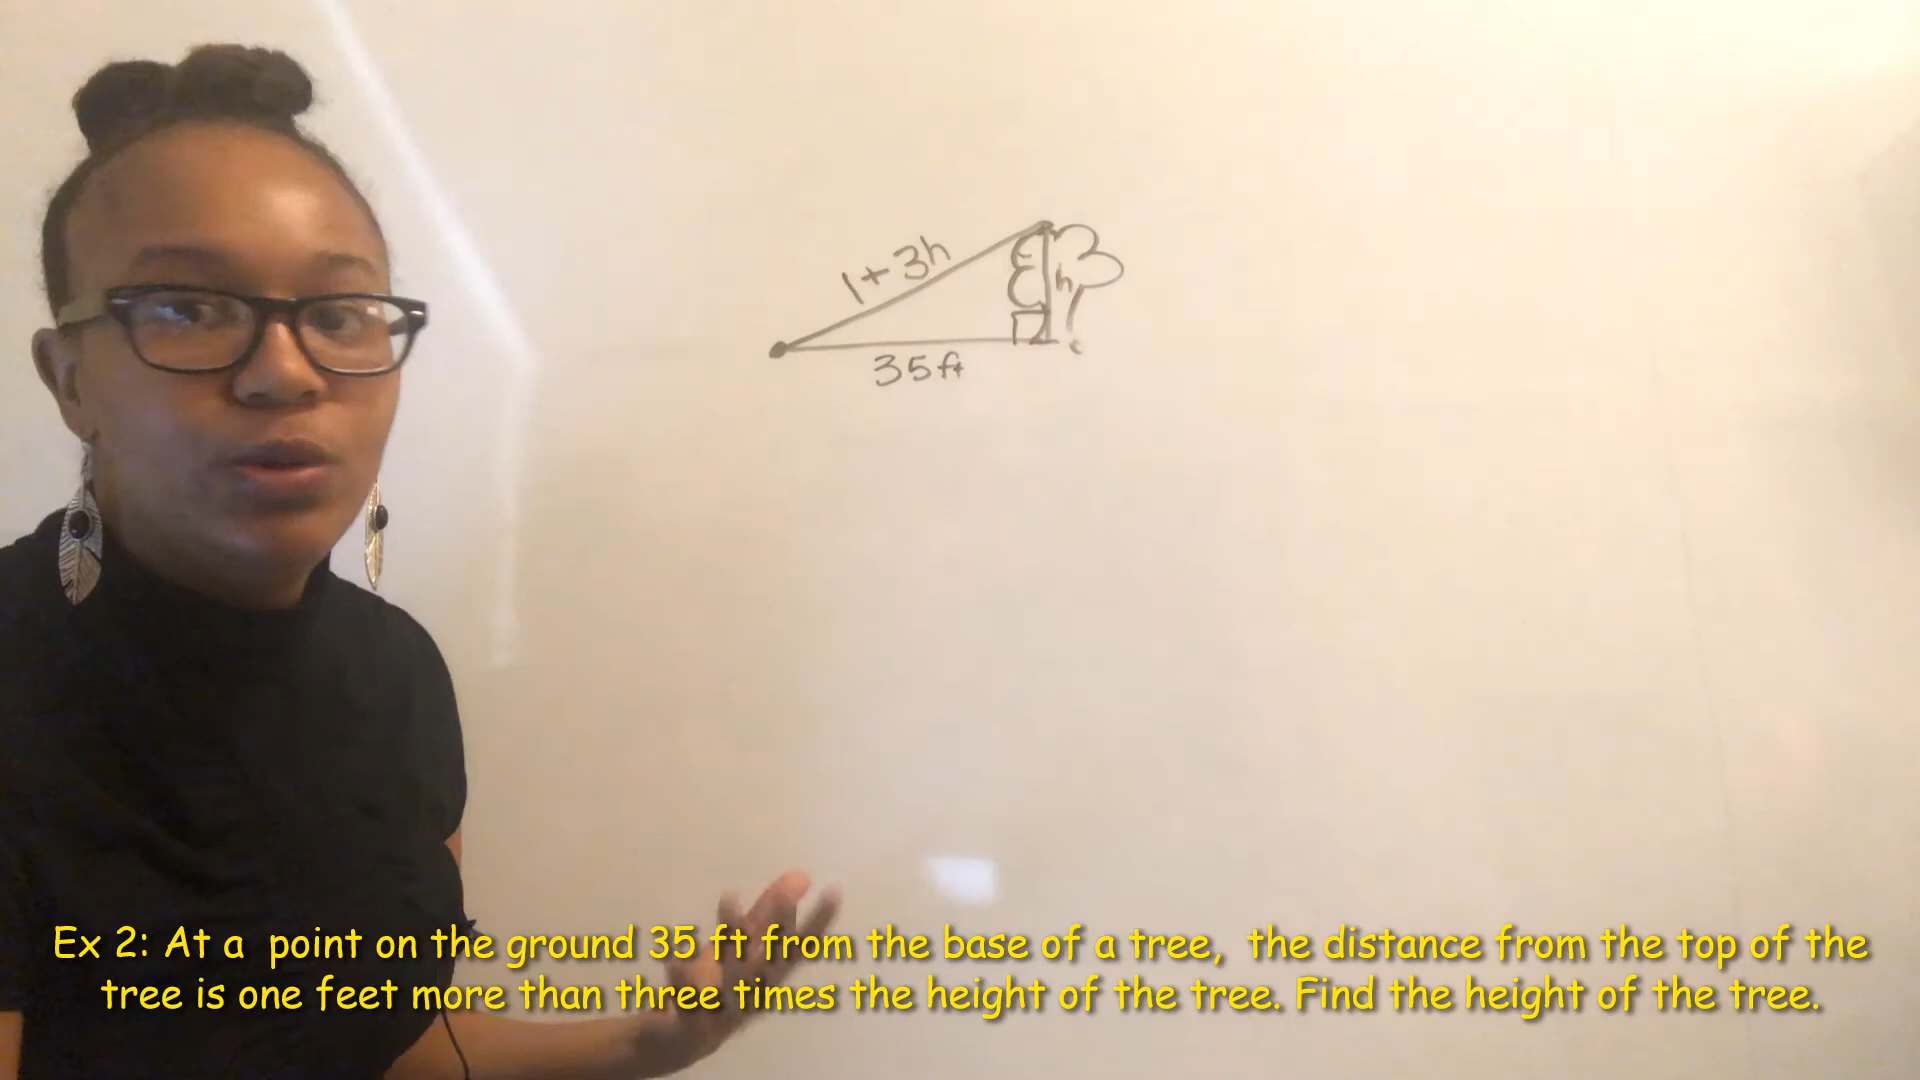 1+3h
h
35ft
Ex 2: At a point on the ground 35 ft from the base of a tree, the distance from the top of the
tree is one feet more than three times the height of the tree. Find the height of the tree.